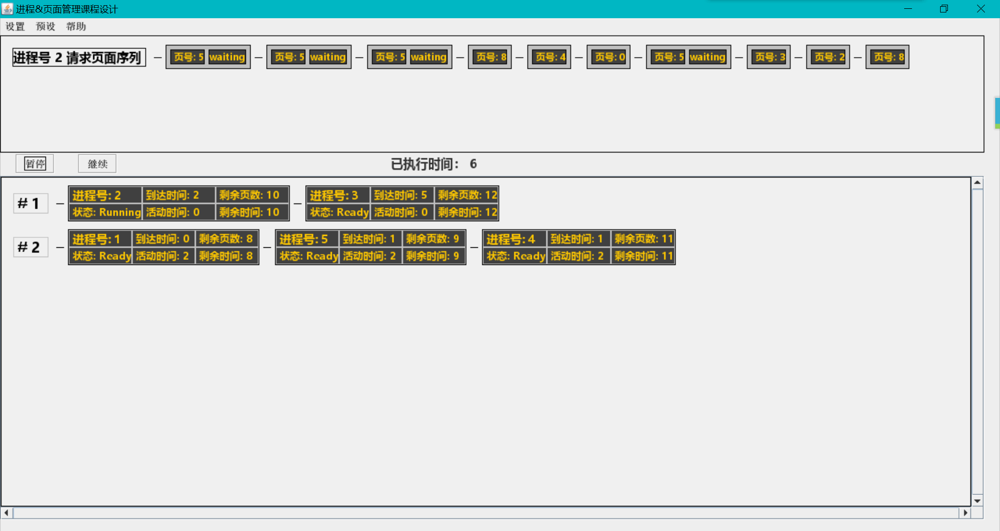 进程&页面管理课程设计
设置 预设 帮助
进程号 2 请求页面序列 页号: 5 waiting 页号: 5 waiting 页号: 5 waiting 页号: 8 页号: 4 页号: 0 页号: 5 waiting 页号: 3 页号: 2 页号: 8
暂停 继续 已执行时间： 6
# 1 进程号: 2 到达时间: 2 剩余页数: 10 进程号: 3 到达时间: 5 剩余页数: 12
状态: Running 活动时间: 0 剩余时间: 10 状态: Ready 活动时间: 0 剩余时间: 12
# 2 进程号: 1 到达时间: 0 剩余页数: 8 进程号: 5 到达时间: 1 剩余页数: 9 进程号: 4 到达时间: 1 剩余页数: 11
状态: Ready 活动时间: 2 剩余时间: 8 状态: Ready 活动时间: 2 剩余时间: 9 状态: Ready 活动时间: 2 剩余时间: 11